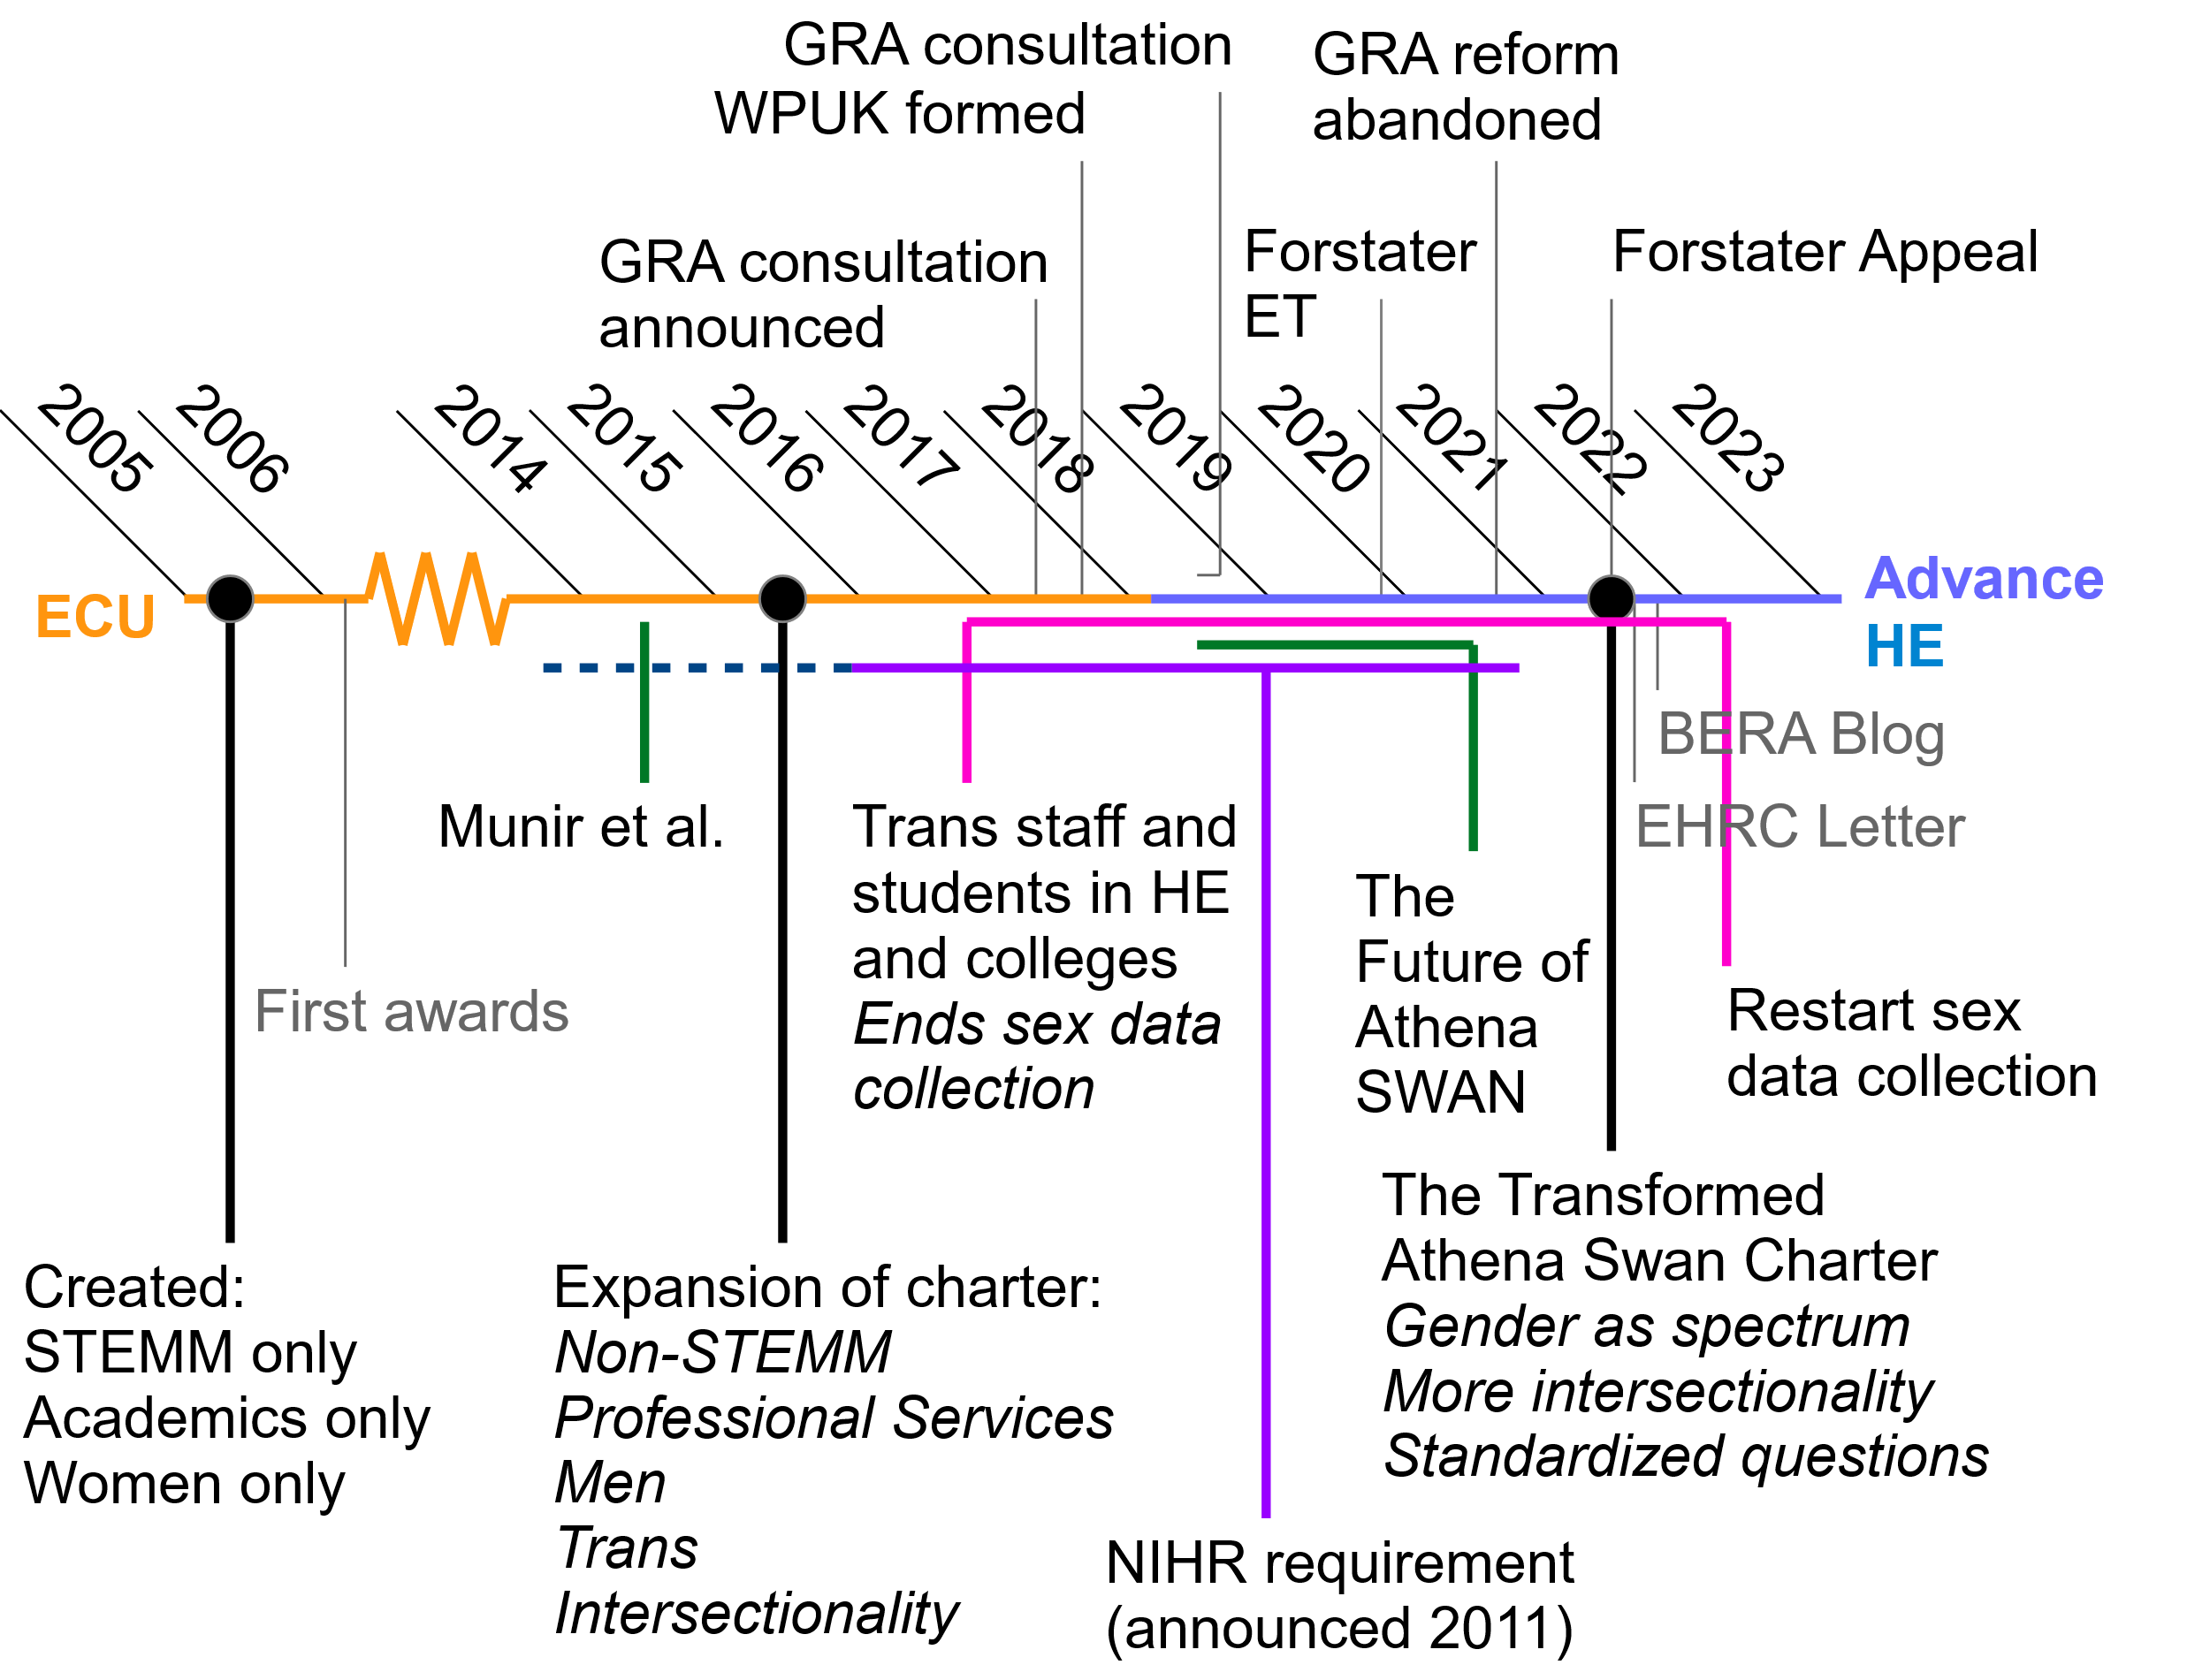 GRA consultation
WPUK formed
GRA reform
abandoned
GRA consultation
announced
Forstater
ET
Forstater Appeal
2005
2006
2014
2015
2016
2017
2018
2019
2020
2021
2022
2023
ECU
Advance
HE
BERA Blog
EHRC Letter
Munir et al.
Trans staff and
students in HE
and colleges
Ends sex data
collection
The
Future of
Athena
SWAN
First awards
Restart sex
data collection
The Transformed
Athena Swan Charter
Gender as spectrum
More intersectionality
Standardized questions
Created:
STEMM only
Academics only
Women only
Expansion of charter:
Non-STEMM
Professional Services
Men
Trans
Intersectionality
NIHR requirement
(announced 2011)